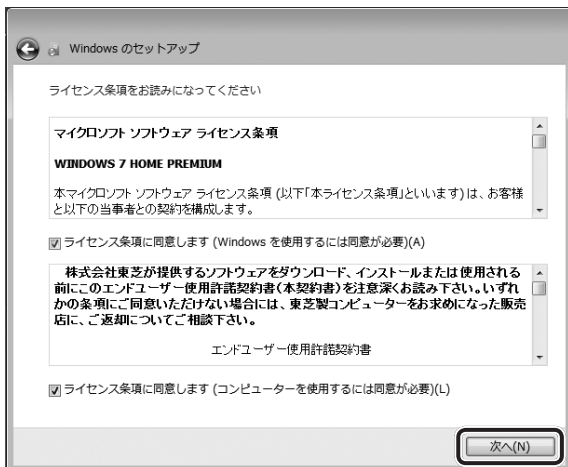 Windows のセットアップ
ライセンス条項をお読みになってください
マイクロソフト ソフトウェア ライセンス条項
WINDOWS 7 HOME PREMIUM
本マイクロソフト ソフトウェア ライセンス条項 (以下「本ライセンス条項」といいます) は、お客様
と以下の当事者との契約を構成します。
ライセンス条項に同意します (Windows を使用するには同意が必要)(A)
株式会社東芝が提供するソフトウェアをダウンロード、インストールまたは使用される
前にこのエンドユーザー使用許諾契約書(本契約書)を注意深くお読み下さい。いずれ
かの条項にご同意いただけない場合には、東芝製コンピューターをお求めになった販売
店に、ご返却についてご相談下さい。
エンドユーザー使用許諾契約書
ライセンス条項に同意します (コンピューターを使用するには同意が必要)(L)
次へ(N)